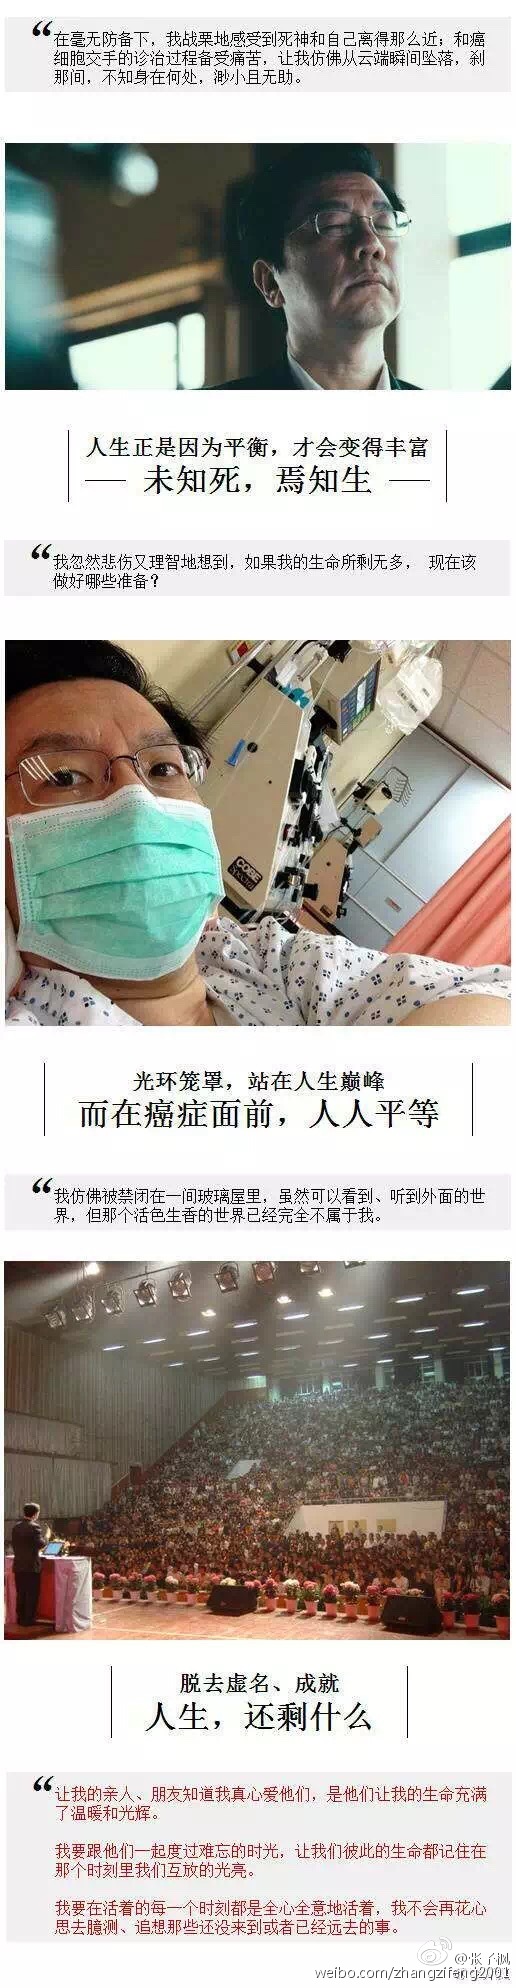 “在毫无防备下，我战栗地感受到死神和自己离得那么近；和癌
细胞交手的诊治过程备受痛苦，让我仿佛从云端瞬间坠落，刹
那间，不知身在何处，渺小且无助。
人生正是因为平衡，才会变得丰富
未知死，焉知生
“我忽然悲伤又理智地想到，如果我的生命所剩无多， 现在该
做好哪些准备？
COBE
光环笼罩，站在人生巅峰
而在癌症面前，人人平等
“我仿佛被禁闭在一间玻璃屋里，虽然可以看到、听到外面的世
界，但那个活色生香的世界已经完全不属于我。
脱去虚名、成就
人生，还剩什么
“让我的亲人、朋友知道我真心爱他们，是他们让我的生命充满
了温暖和光辉。
我要跟他们一起度过难忘的时光，让我们彼此的生命都记住在
那个时刻里我们互放的光亮。
我要在活着的每一个时刻都是全心全意地活着，我不会再花心
思去臆测、追想那些还没来到或者已经远去的事。
@张子枫
weibo.com/zhangzifeng2001